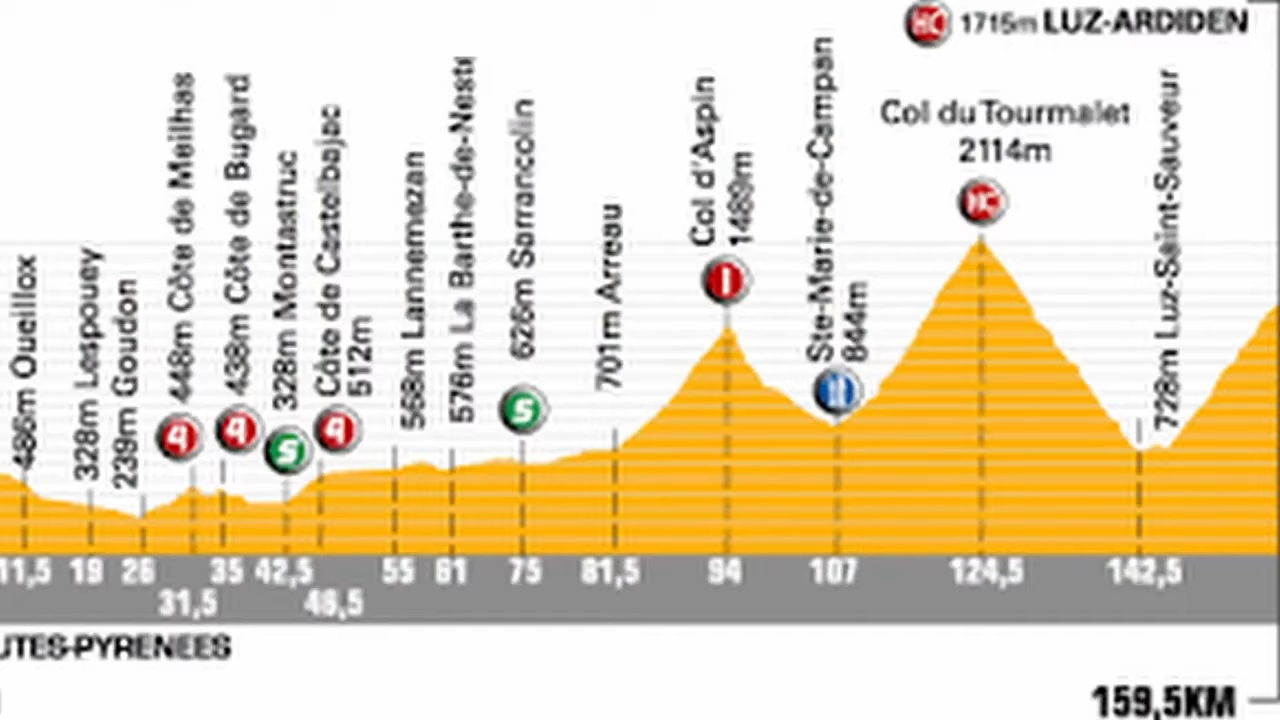 HC 1715m LUZ-ARDIDEN
486m Oueillox
328m Lespouey
239m Goudon
448m Côte de Meilhas
438m Côte de Bugard
328m Montastruc
Côte de Castelbajac
512m
568m Lannemezan
576m La Barthe-de-Neste
626m Sarrancolin
701m Arreau
Col d'Aspin
1489m
Ste-Marie-de-Campan
844m
Col du Tourmalet
2114m
728m Luz-Saint-Sauveur
4
4
S
4
S
1
HC
11,5 19 26 35 42,5 55 61 75 81,5 94 107 124,5 142,5
31,5 46,5
UTES-PYRENEES
159,5KM